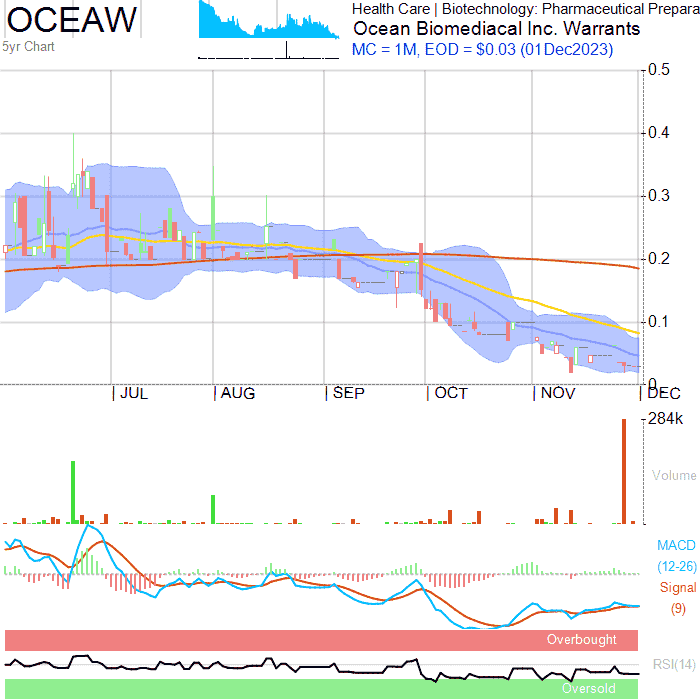 OCEAW
5yr Chart
Health Care | Biotechnology: Pharmaceutical Prepara
Ocean Biomediacal Inc. Warrants
MC = 1M, EOD = $0.03 (01Dec2023)
0.5
0.4
0.3
0.2
0.1
0
JUL AUG SEP OCT NOV DEC
284k
Volume
MACD
(12-26)
Signal
(9)
Overbought
RSI(14)
Oversold